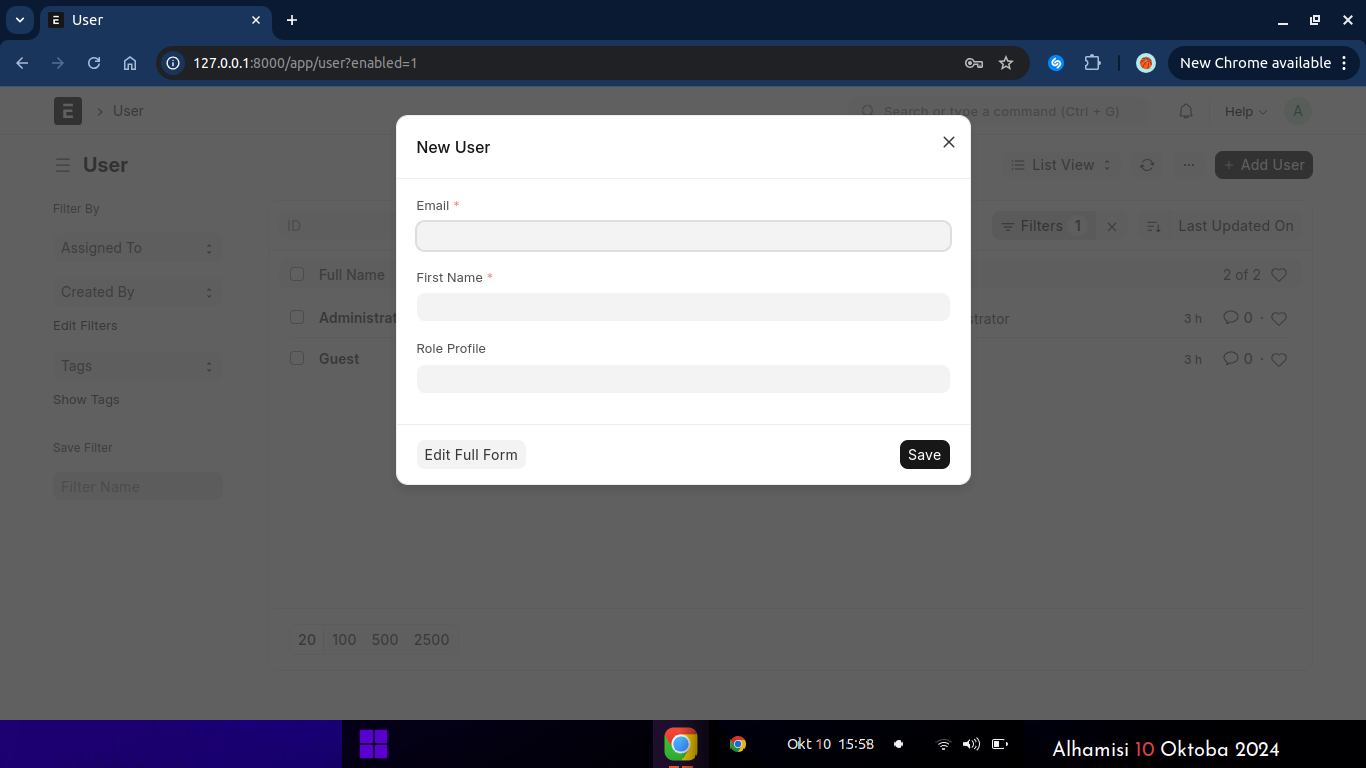 User
127.0.0.1:8000/app/user?enabled=1
New Chrome available
User
Search or type a command (Ctrl + G)
Help
A
User
List View
Add User
Filter By
Assigned To
Created By
Edit Filters
Tags
Show Tags
Save Filter
Filter Name
ID
Filters 1
Last Updated On
Full Name
2 of 2
Administrat
strator
3 h
0
Guest
3 h
0
New User
Email *
First Name *
Role Profile
Edit Full Form
Save
20 100 500 2500
Okt 10 15:58
Alhamisi 10 Oktoba 2024